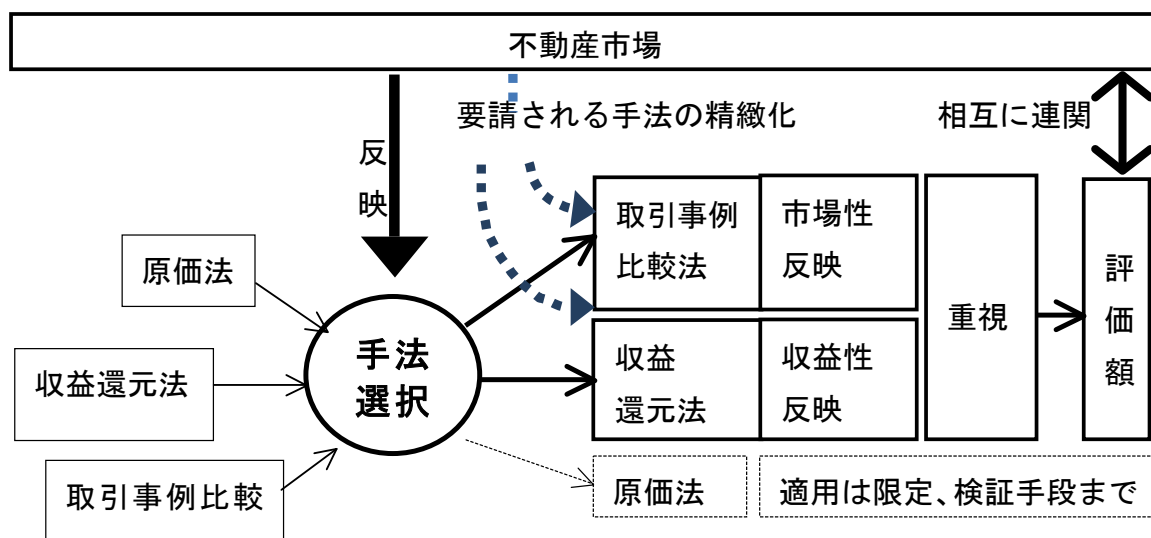 不動産市場
要請される手法の精緻化
相互に連関
反
映
原価法
収益還元法
取引事例比較
手法
選択
取引事例
比較法
市場性
反映
収益
還元法
収益性
反映
重視
評
価
額
原価法
適用は限定、検証手段まで